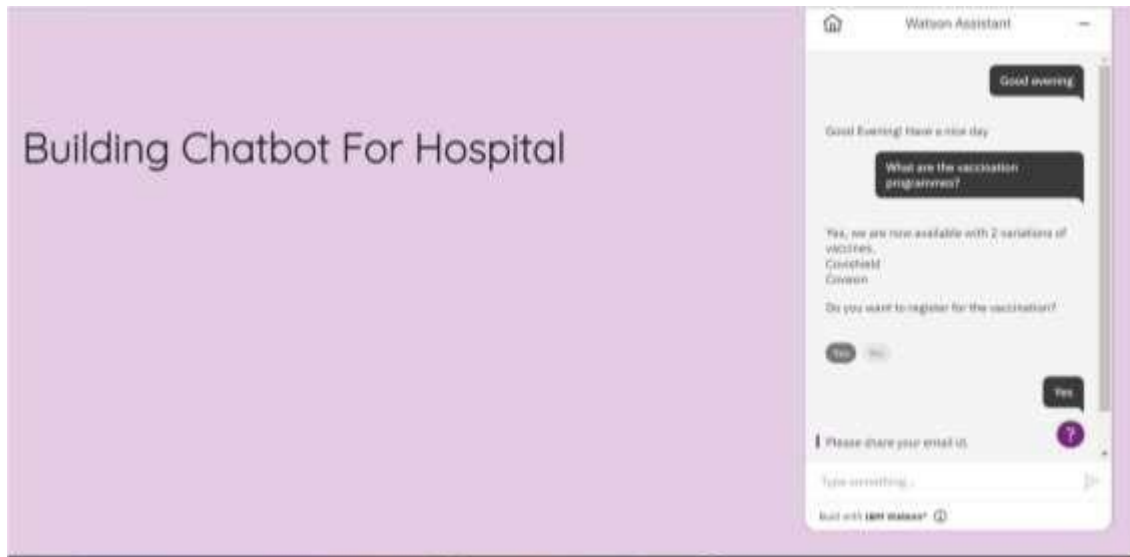 Watson Assistant
Good evening
Building Chatbot For Hospital
Good Evening! Have a nice day
What are the vaccination
programmes?
Yes, we are now available with 2 variations of
vaccines.
Covishield
Do you want to register for the vaccination?
Yes
No
Yes
?
Please share your email id.
Type something...
Built with IBM Watson®